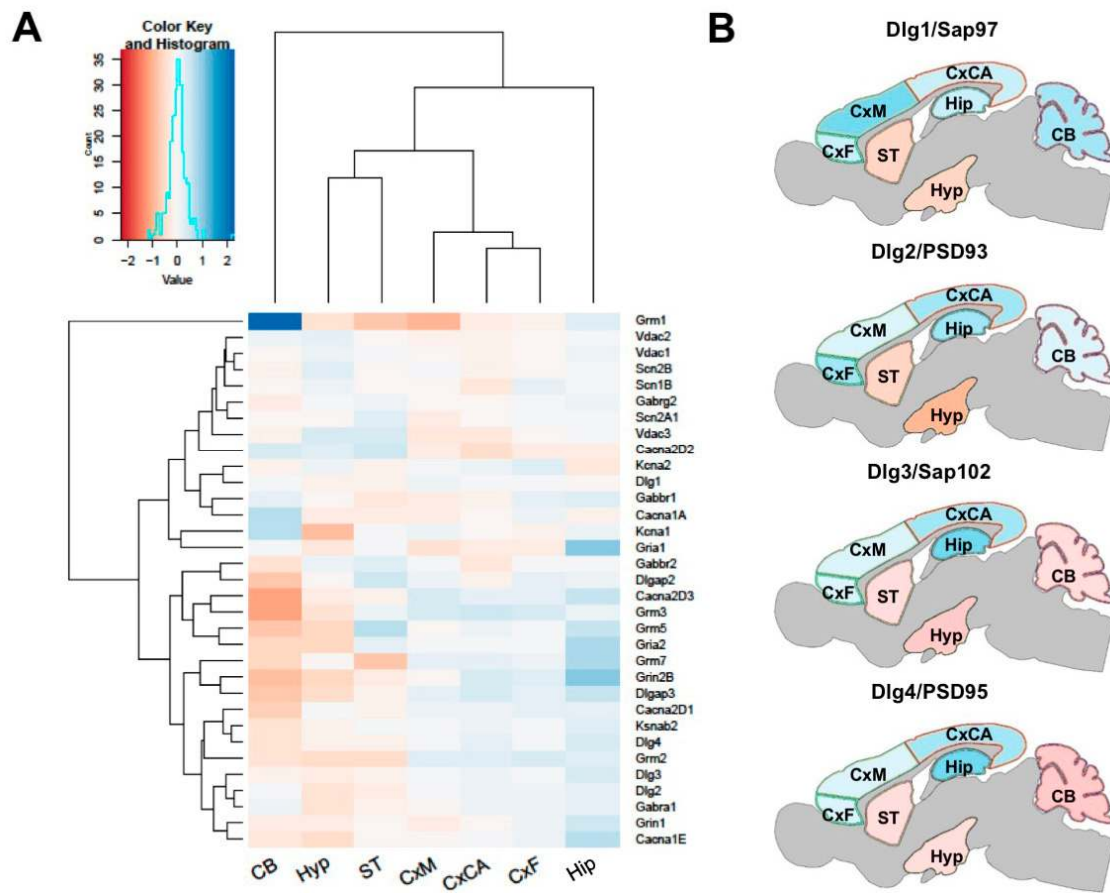 A
Color Key
and Histogram
Count
0 5 10 15 20 25 30 35
−2 −1 0 1 2
Value
Grm1
Vdac2
Vdac1
Scn2B
Scn1B
Gabrg2
Scn2A1
Vdac3
Cacna2D2
Kcna2
Dlg1
Gabbr1
Cacna1A
Kcna1
Gria1
Gabbr2
Dlgap2
Cacna2D3
Grm3
Grm5
Gria2
Grm7
Grin2B
Dlgap3
Cacna2D1
Ksnab2
Dlg4
Grm2
Dlg3
Dlg2
Gabra1
Grin1
Cacna1E
CB Hyp ST CxM CxCA CxF Hip
B
Dlg1/Sap97
CxCA
CxM
Hip
CxF
ST
CB
Hyp
Dlg2/PSD93
CxCA
CxM
Hip
CxF
ST
CB
Hyp
Dlg3/Sap102
CxCA
CxM
Hip
CxF
ST
CB
Hyp
Dlg4/PSD95
CxCA
CxM
Hip
CxF
ST
CB
Hyp